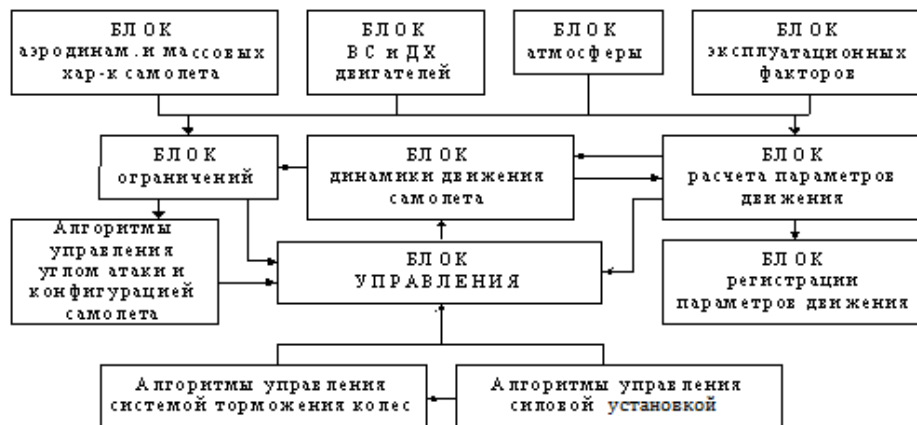 БЛОК
аэродинам. и массовых
хар-к самолета
БЛОК
ВС и ДХ
двигателей
БЛОК
атмосферы
БЛОК
эксплуатационных
факторов
БЛОК
ограничений
БЛОК
динамики движения
самолета
БЛОК
расчета параметров
движения
Алгоритмы
управления
углом атаки и
конфигурацией
самолета
БЛОК
УПРАВЛЕНИЯ
БЛОК
регистрации
параметров движения
Алгоритмы управления
системой торможения колес
Алгоритмы управления
силовой установкой